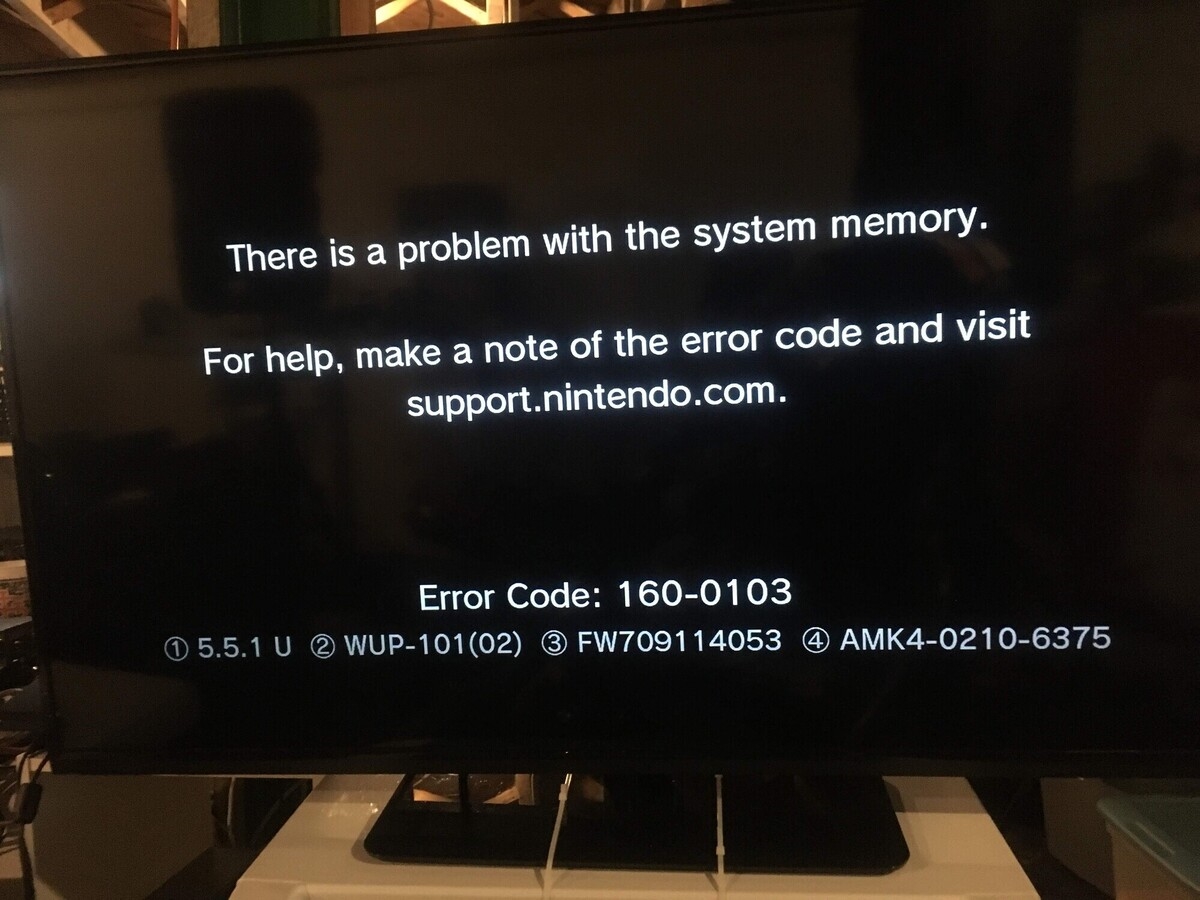 There is a problem with the system memory.
For help, make a note of the error code and visit
support.nintendo.com.
Error Code: 160-0103
① 5.5.1 U ② WUP-101(02) ③ FW709114053 ④ AMK4-0210-6375